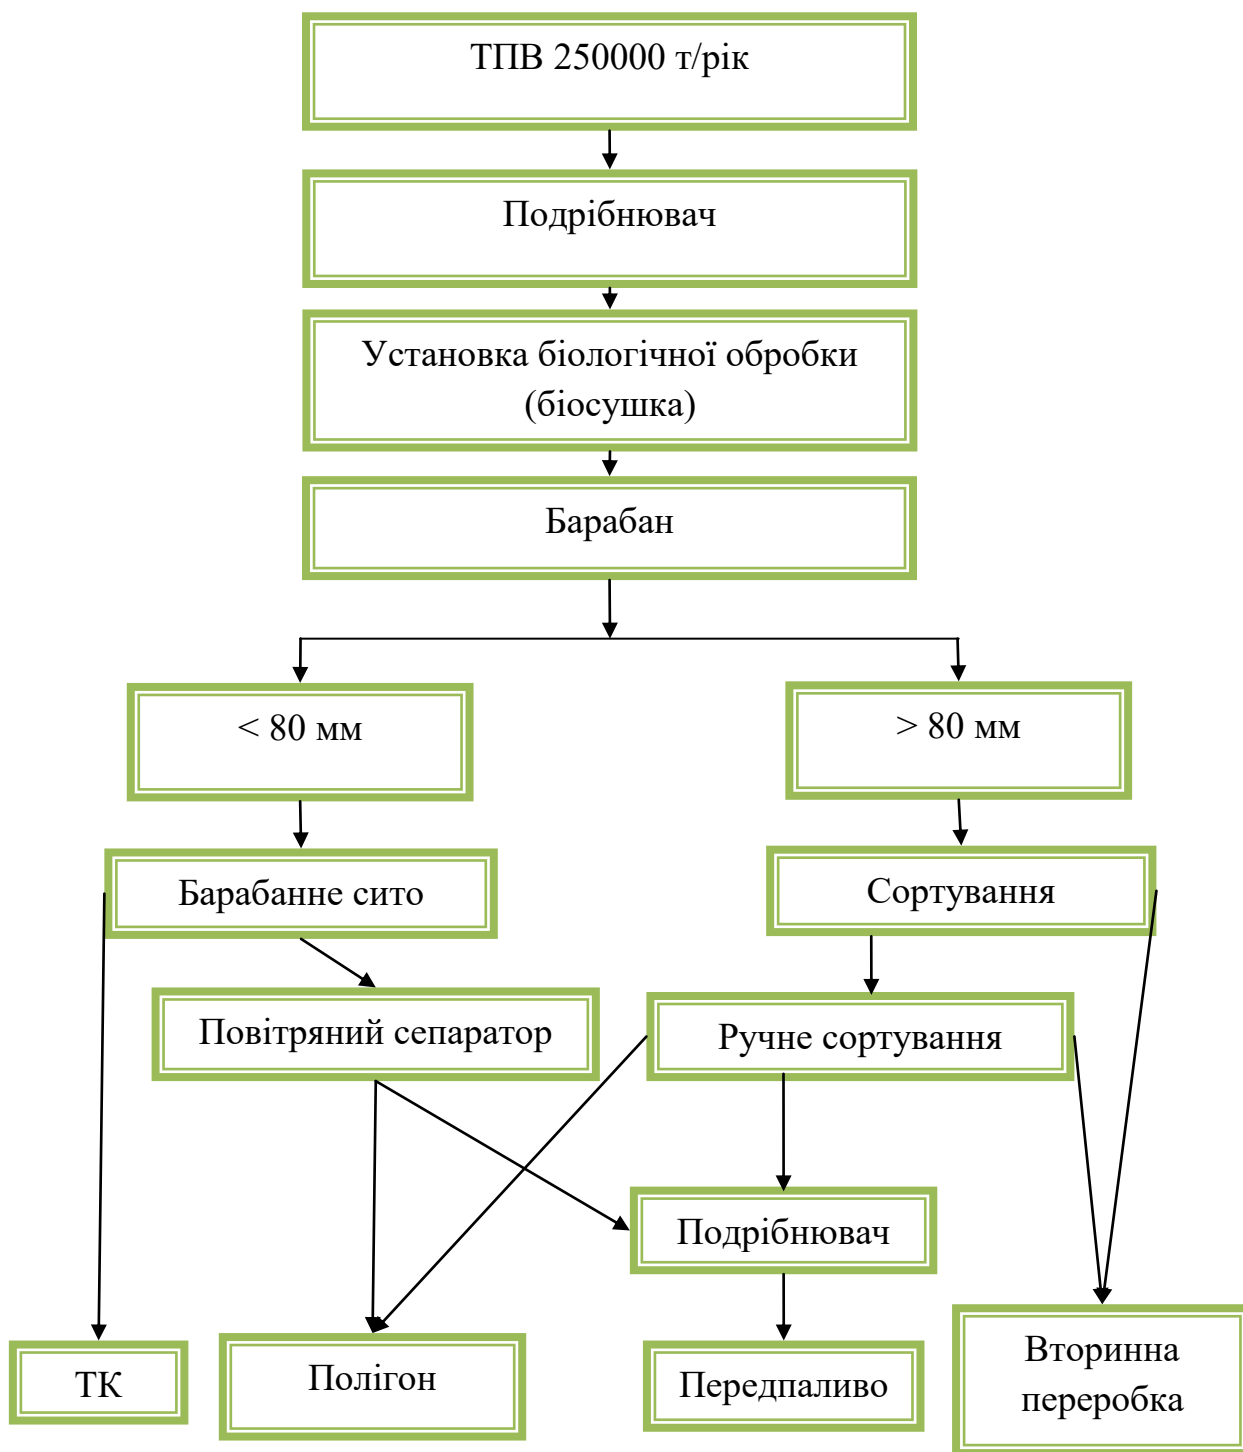 ТПВ 250000 т/рік
Подрібнювач
Установка біологічної обробки
(біосушка)
Барабан
< 80 мм
> 80 мм
Барабанне сито
Сортування
Повітряний сепаратор
Ручне сортування
Подрібнювач
ТК
Полігон
Передпаливо
Вторинна
переробка